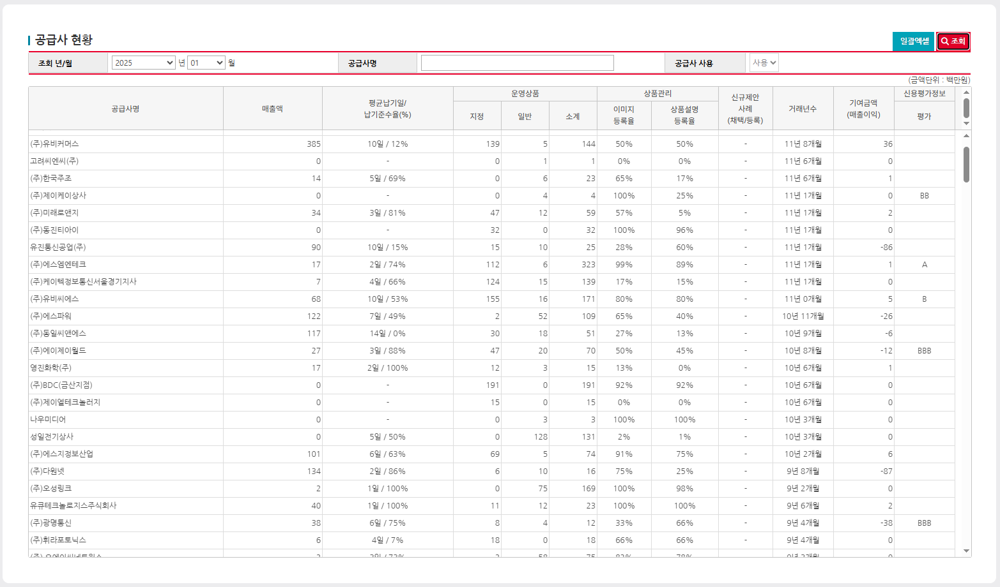 공급사 현황
일괄엑셀 조회
조회 년/월 2025 년 01 월 공급사명 공급사 사용 사용
(금액단위 : 백만원)
공급사명 매출액 평균납기일/ 납기준수율(%) 운영상품 상품관리 신규제안 사례 (채택/등록) 거래년수 기여금액 (매출이익) 신용평가정보
지정 일반 소계 이미지 등록율 상품설명 등록율 평가
(주)유비커머스 385 10일 / 12% 139 5 144 50% 50% - 11년 8개월 36
고려씨엔씨(주) 0 - 0 1 1 0% 0% - 11년 6개월 0
(주)한국주조 14 5일 / 69% 0 6 23 65% 17% - 11년 6개월 1
(주)제이케이상사 0 - 0 4 4 100% 25% - 11년 1개월 0 BB
(주)미래로앤지 34 3일 / 81% 47 12 59 57% 5% - 11년 1개월 2
(주)동진티아이 0 - 32 0 32 100% 96% - 11년 1개월 0
유진통신공업(주) 90 10일 / 15% 15 10 25 28% 60% - 11년 1개월 -86
(주)에스엠엔테크 17 2일 / 74% 112 6 323 99% 89% - 11년 1개월 1 A
(주)케이텍정보통신서울경기지사 7 4일 / 66% 124 15 139 17% 15% - 11년 1개월 0
(주)유비씨에스 68 10일 / 53% 155 16 171 80% 80% - 11년 0개월 5 B
(주)에스파워 122 7일 / 49% 2 52 109 65% 40% - 10년 11개월 -26
(주)동일씨앤에스 117 14일 / 0% 30 18 51 27% 13% - 10년 9개월 -6
(주)에이제이월드 27 3일 / 88% 47 20 70 50% 45% - 10년 8개월 -12 BBB
영진화학(주) 17 2일 / 100% 12 3 15 13% 0% - 10년 6개월 1
(주)BDC(금산지점) 0 - 191 0 191 92% 92% - 10년 6개월 0
(주)제이엘테크놀러지 0 - 15 0 15 0% 0% - 10년 6개월 0
나우미디어 0 - 0 3 3 100% 100% - 10년 3개월 0
성일전기상사 0 5일 / 50% 0 128 131 2% 1% - 10년 3개월 0
(주)에스지정보산업 101 6일 / 63% 69 5 74 91% 75% - 10년 2개월 6
(주)다원넷 134 2일 / 86% 6 10 16 75% 25% - 9년 8개월 -87
(주)오성링크 2 1일 / 100% 0 75 169 100% 98% - 9년 2개월 0
유큐테크놀로지스주식회사 40 1일 / 100% 11 12 23 100% 100% - 9년 6개월 2
(주)광명통신 38 6일 / 75% 8 4 12 33% 66% - 9년 4개월 -38 BBB
(주)휘라포토닉스 6 4일 / 7% 18 0 18 66% 66% - 9년 4개월 0